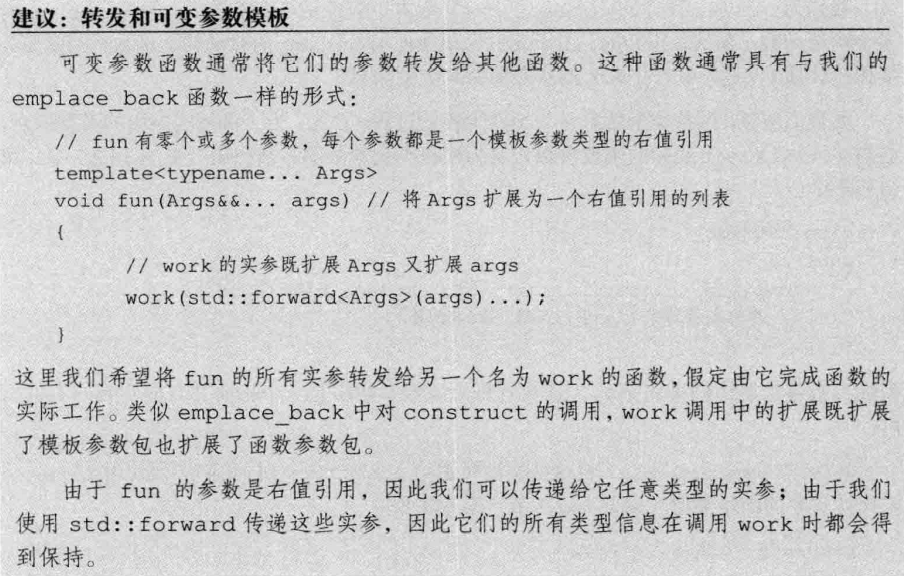 建议：转发和可变参数模板
可变参数函数通常将它们的参数转发给其他函数。这种函数通常具有与我们的
emplace_back 函数一样的形式：
// fun 有零个或多个参数，每个参数都是一个模板参数类型的右值引用
template<typename... Args>
void fun(Args&&... args) // 将 Args 扩展为一个右值引用的列表
{
// work 的实参既扩展 Args 又扩展 args
work(std::forward<Args>(args)...);
}
这里我们希望将 fun 的所有实参转发给另一个名为 work 的函数，假定由它完成函数的
实际工作。类似 emplace_back 中对 construct 的调用，work 调用中的扩展既扩展
了模板参数包也扩展了函数参数包。
由于 fun 的参数是右值引用，因此我们可以传递给它任意类型的实参；由于我们
使用 std::forward 传递这些实参，因此它们的所有类型信息在调用 work 时都会得
到保持。